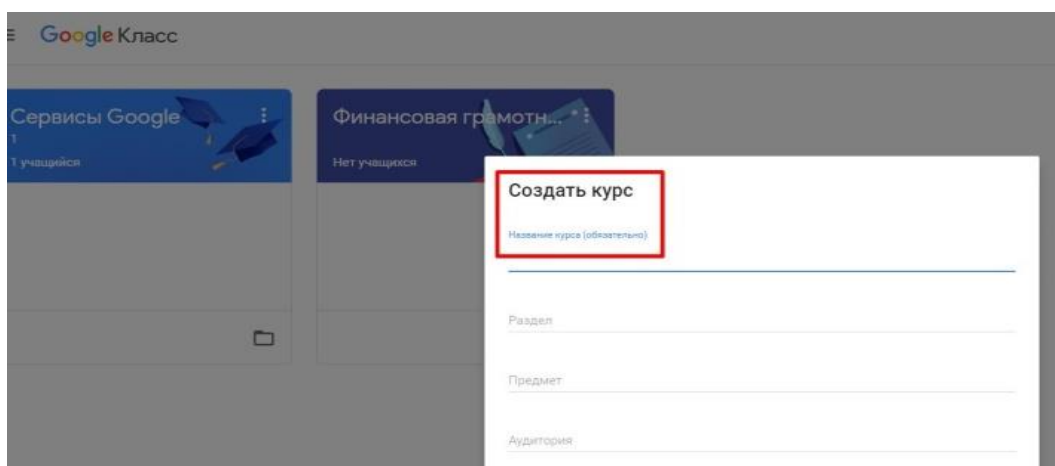 Google Класс
Сервисы Google
1
1 учащийся
Финансовая грамотн...
Нет учащихся
Создать курс
Название курса (обязательно)
Раздел
Предмет
Аудитория